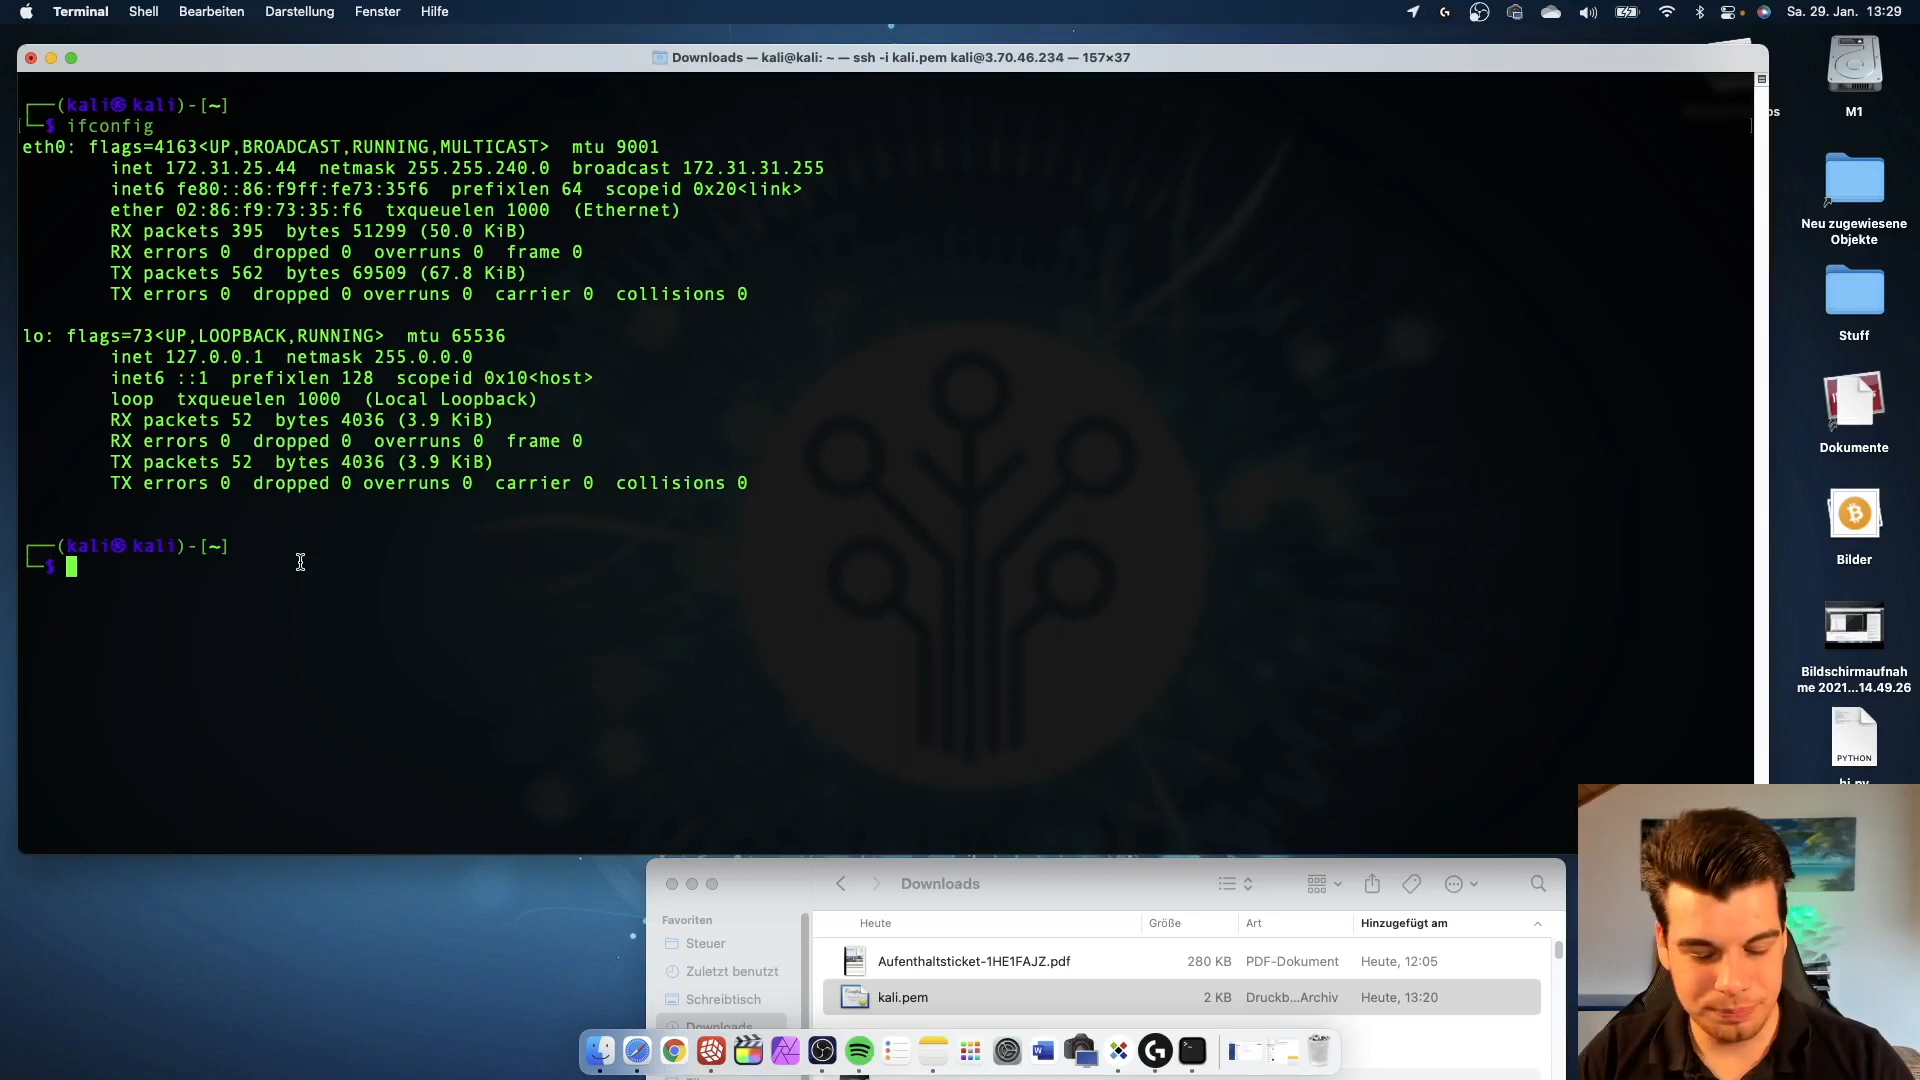 Terminal Shell Bearbeiten Darstellung Fenster Hilfe
Sa. 29. Jan. 13:29
Downloads — kali@kali: ~ — ssh -i kali.pem kali@3.70.46.234 — 157×37
┌──(kali㉿kali)-[~]
└─$ ifconfig
eth0: flags=4163<UP,BROADCAST,RUNNING,MULTICAST>  mtu 9001
        inet 172.31.25.44  netmask 255.255.240.0  broadcast 172.31.31.255
        inet6 fe80::86:f9ff:fe73:35f6  prefixlen 64  scopeid 0x20<link>
        ether 02:86:f9:73:35:f6  txqueuelen 1000  (Ethernet)
        RX packets 395  bytes 51299 (50.0 KiB)
        RX errors 0  dropped 0  overruns 0  frame 0
        TX packets 562  bytes 69509 (67.8 KiB)
        TX errors 0  dropped 0 overruns 0  carrier 0  collisions 0
lo: flags=73<UP,LOOPBACK,RUNNING>  mtu 65536
        inet 127.0.0.1  netmask 255.0.0.0
        inet6 ::1  prefixlen 128  scopeid 0x10<host>
        loop  txqueuelen 1000  (Local Loopback)
        RX packets 52  bytes 4036 (3.9 KiB)
        RX errors 0  dropped 0  overruns 0  frame 0
        TX packets 52  bytes 4036 (3.9 KiB)
        TX errors 0  dropped 0 overruns 0  carrier 0  collisions 0
┌──(kali㉿kali)-[~]
└─$
M1
Neu zugewiesene
Objekte
Stuff
Dokumente
Bilder
Bildschirmaufnah
me 2021...14.49.26
PYTHON
hi.py
Downloads
Favoriten
Steuer
Zuletzt benutzt
Schreibtisch
Downloads
Heute Größe Art Hinzugefügt am
Aufenthaltsticket-1HE1FAJZ.pdf 280 KB PDF-Dokument Heute, 12:05
kali.pem 2 KB Druckb...Archiv Heute, 13:20